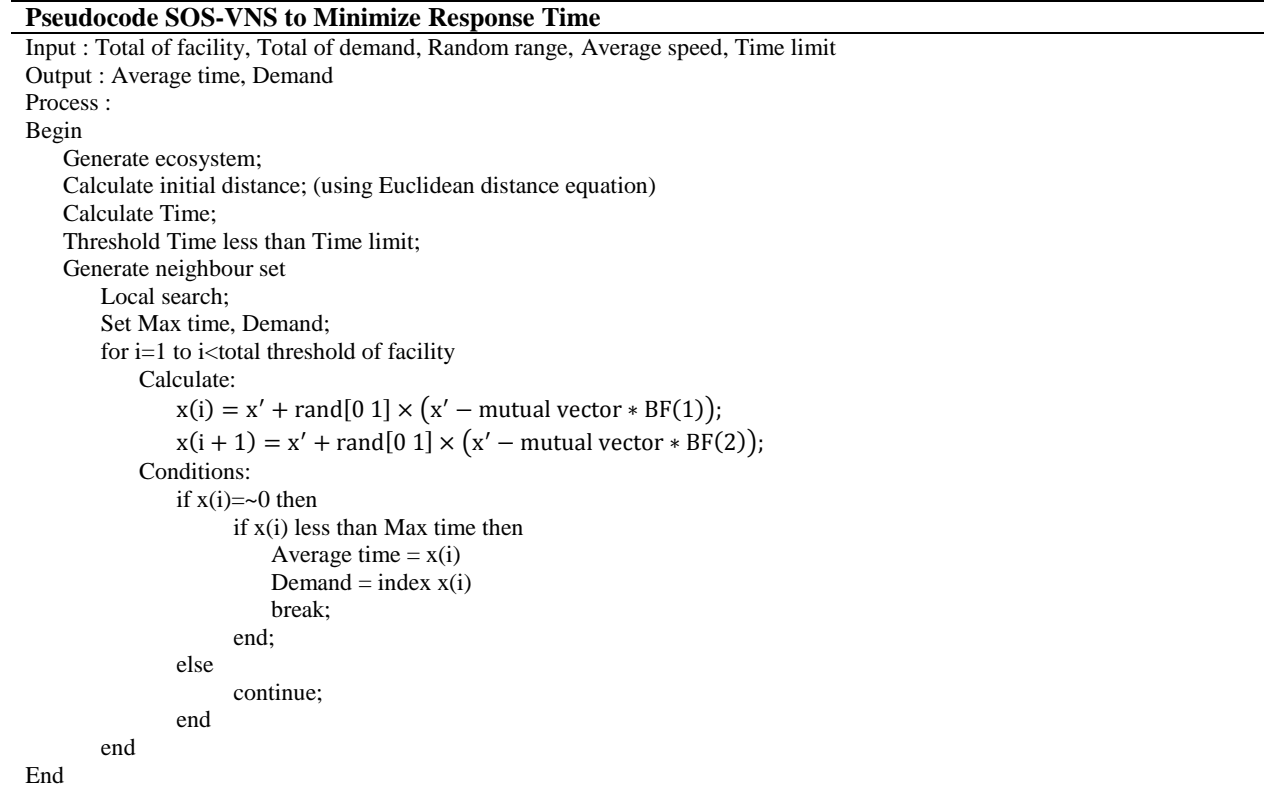 Pseudocode SOS-VNS to Minimize Response Time
Input : Total of facility, Total of demand, Random range, Average speed, Time limit
Output : Average time, Demand
Process :
Begin
Generate ecosystem;
Calculate initial distance; (using Euclidean distance equation)
Calculate Time;
Threshold Time less than Time limit;
Generate neighbour set
Local search;
Set Max time, Demand;
for i=1 to i<total threshold of facility
Calculate:
x(i) = x′ + rand[0 1] × (x′ − mutual vector ∗ BF(1));
x(i + 1) = x′ + rand[0 1] × (x′ − mutual vector ∗ BF(2));
Conditions:
if x(i)=~0 then
if x(i) less than Max time then
Average time = x(i)
Demand = index x(i)
break;
end;
else
continue;
end
end
End